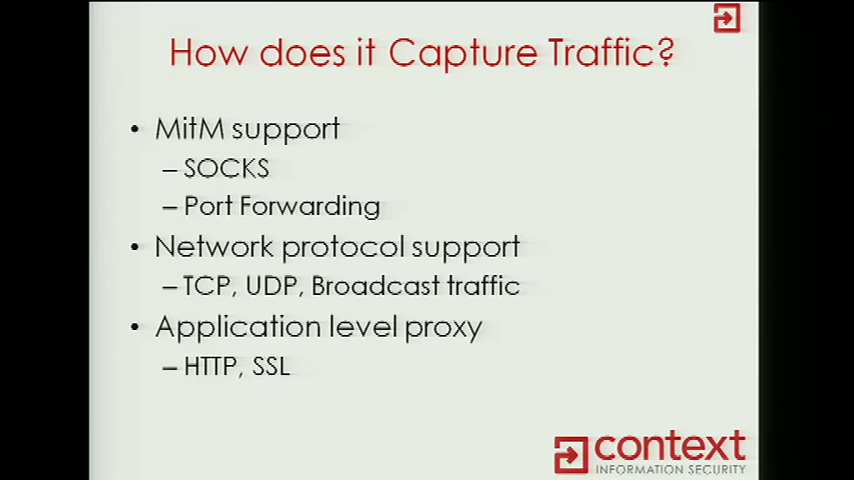 How does it Capture Traffic?
• MitM support
– SOCKS
– Port Forwarding
• Network protocol support
– TCP, UDP, Broadcast traffic
• Application level proxy
– HTTP, SSL
context
INFORMATION SECURITY